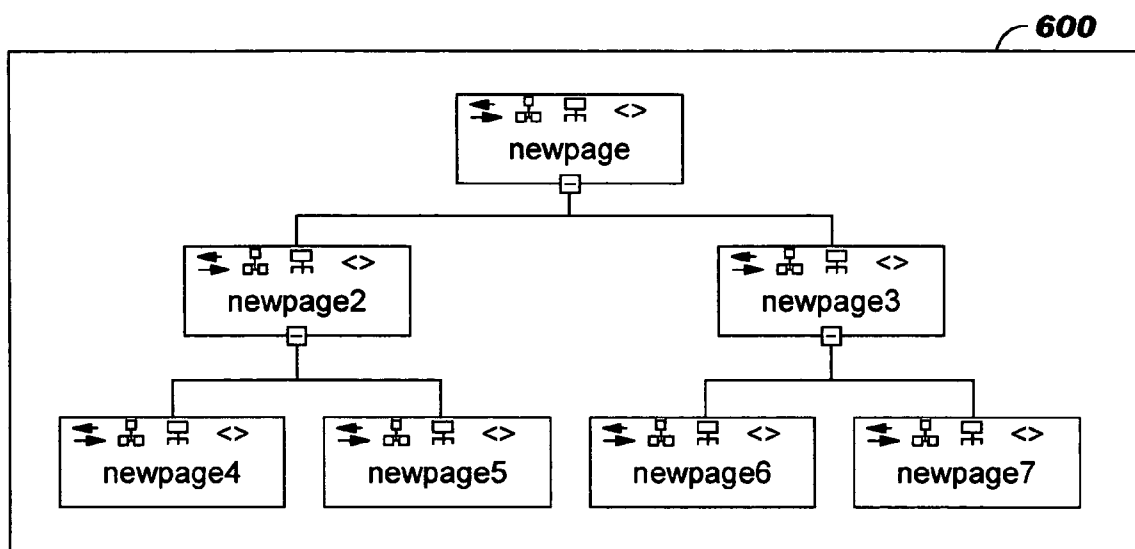 600
<> newpage
<> <>
newpage2 newpage3
<> <> <> <>
newpage4 newpage5 newpage6 newpage7